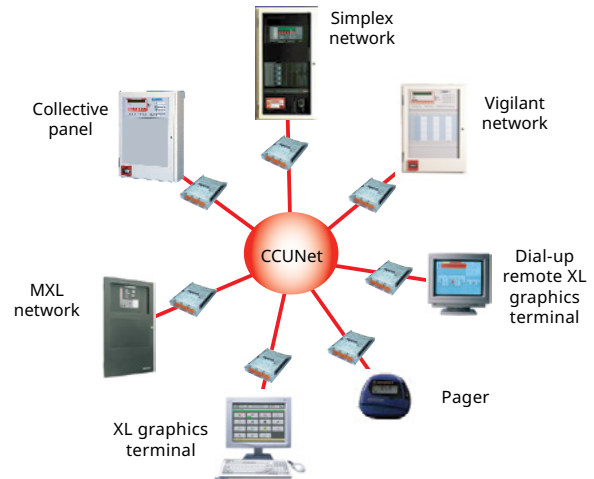 Simplex
network
Collective
panel
Vigilant
network
CCUNet
Dial-up
remote XL
graphics
terminal
MXL
network
Pager
XL graphics
terminal